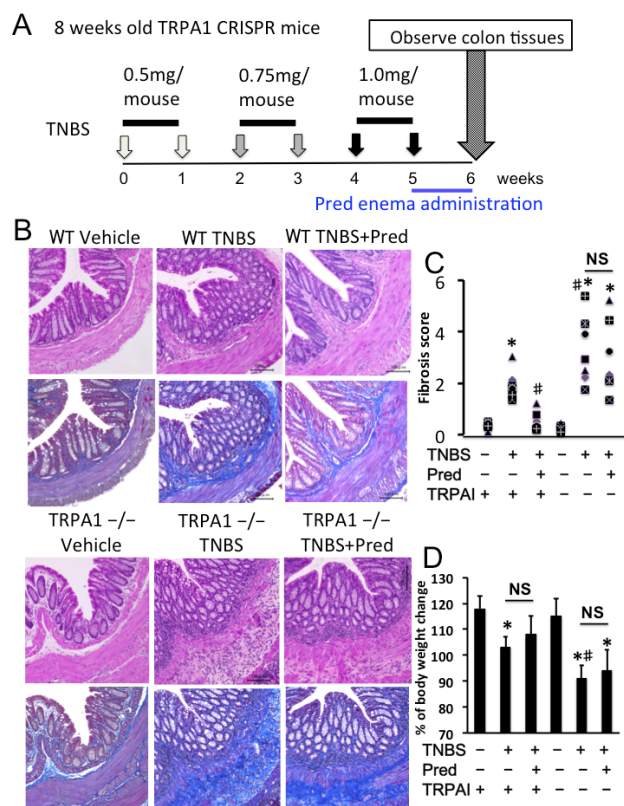 A
8 weeks old TRPA1 CRISPR mice
Observe colon tissues
0.5mg/ 0.75mg/ 1.0mg/
mouse mouse mouse
TNBS
0 1 2 3 4 5 6 weeks
Pred enema administration
B
WT Vehicle WT TNBS WT TNBS+Pred
TRPA1 −/− TRPA1 −/− TRPA1 −/−
Vehicle TNBS TNBS+Pred
C
NS
6
4
2
0
Fibrosis score
* # #* *
TNBS − + + − + +
Pred − − + − − +
TRPAI + + + − − −
D
NS NS
130
120
110
100
90
80
70
% of body weight change
* *# *
TNBS − + + − + +
Pred − − + − − +
TRPAI + + + − − −